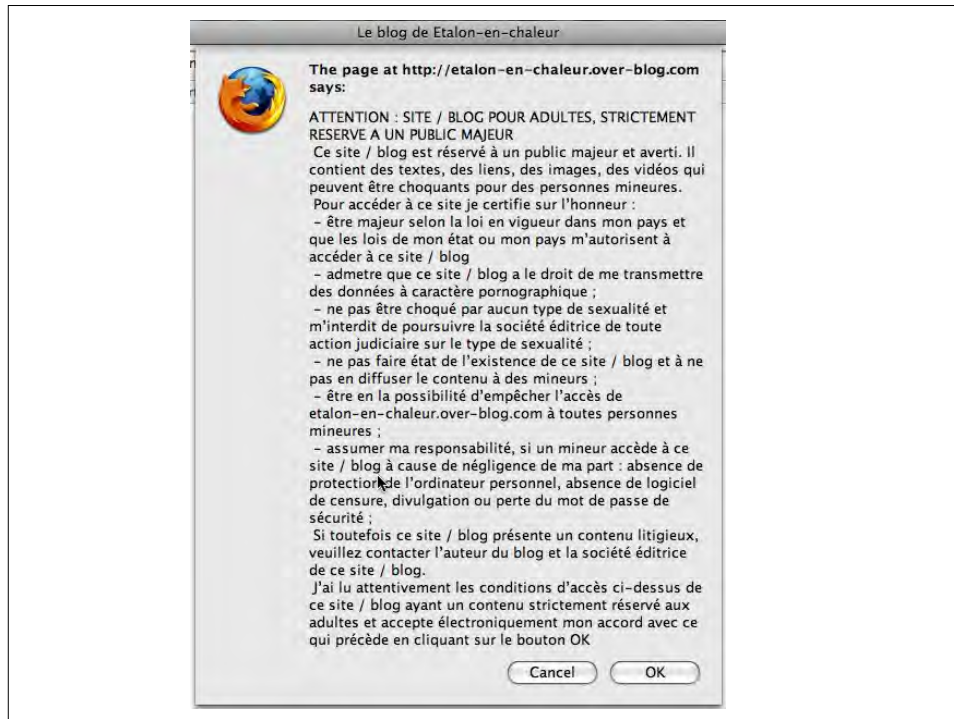 Le blog de Etalon-en-chaleur
The page at http://etalon-en-chaleur.over-blog.com
says:
ATTENTION : SITE / BLOG POUR ADULTES, STRICTEMENT
RESERVE A UN PUBLIC MAJEUR
Ce site / blog est réservé à un public majeur et averti. Il
contient des textes, des liens, des images, des vidéos qui
peuvent être choquants pour des personnes mineures.
Pour accéder à ce site je certifie sur l'honneur :
– être majeur selon la loi en vigueur dans mon pays et
que les lois de mon état ou mon pays m'autorisent à
accéder à ce site / blog
– admetre que ce site / blog a le droit de me transmettre
des données à caractère pornographique ;
– ne pas être choqué par aucun type de sexualité et
m'interdit de poursuivre la société éditrice de toute
action judiciaire sur le type de sexualité ;
– ne pas faire état de l'existence de ce site / blog et à ne
pas en diffuser le contenu à des mineurs ;
– être en la possibilité d'empêcher l'accès de
etalon-en-chaleur.over-blog.com à toutes personnes
mineures ;
– assumer ma responsabilité, si un mineur accède à ce
site / blog à cause de négligence de ma part : absence de
protection de l'ordinateur personnel, absence de logiciel
de censure, divulgation ou perte du mot de passe de
sécurité ;
Si toutefois ce site / blog présente un contenu litigieux,
veuillez contacter l'auteur du blog et la société éditrice
de ce site / blog.
J'ai lu attentivement les conditions d'accès ci-dessus de
ce site / blog ayant un contenu strictement réservé aux
adultes et accepte électroniquement mon accord avec ce
qui précède en cliquant sur le bouton OK
Cancel OK